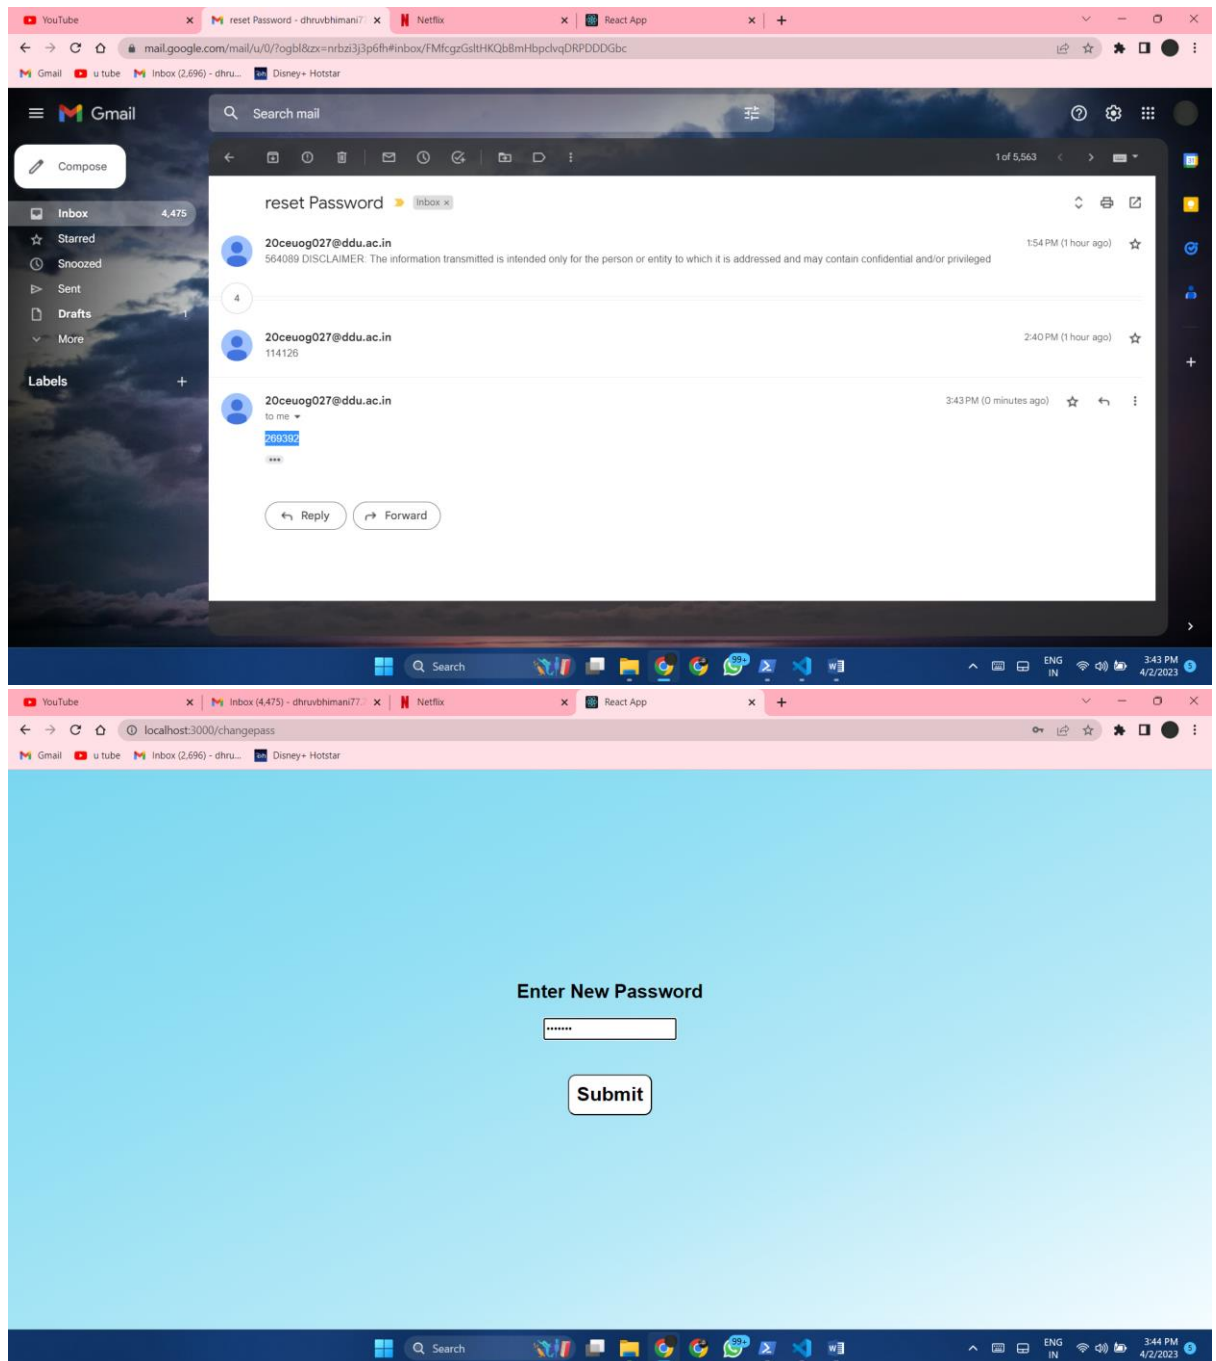 YouTube
reset Password - dhruvbhimani77
Netflix
React App
mail.google.com/mail/u/0/?ogbl&zx=nrbzi3j3p6fh#inbox/FMfcgzGsltHKQbBmHbpclvqDRPDDDGbc
Gmail
u tube
Inbox (2,696) - dhru...
Disney+ Hotstar
Gmail
Search mail
Compose
1 of 5,563
Inbox 4,475
Starred
Snoozed
Sent
Drafts 1
More
Labels
reset Password
Inbox x
20ceuog027@ddu.ac.in
1:54 PM (1 hour ago)
564089 DISCLAIMER: The information transmitted is intended only for the person or entity to which it is addressed and may contain confidential and/or privileged
4
20ceuog027@ddu.ac.in
2:40 PM (1 hour ago)
114126
20ceuog027@ddu.ac.in
3:43 PM (0 minutes ago)
to me
269392
Reply
Forward
Search
99+
ENG
IN
3:43 PM
4/2/2023
5
YouTube
Inbox (4,475) - dhruvbhimani77.
Netflix
React App
localhost:3000/changepass
Gmail
u tube
Inbox (2,696) - dhru...
Disney+ Hotstar
Enter New Password
Submit
Search
99+
ENG
IN
3:44 PM
4/2/2023
5